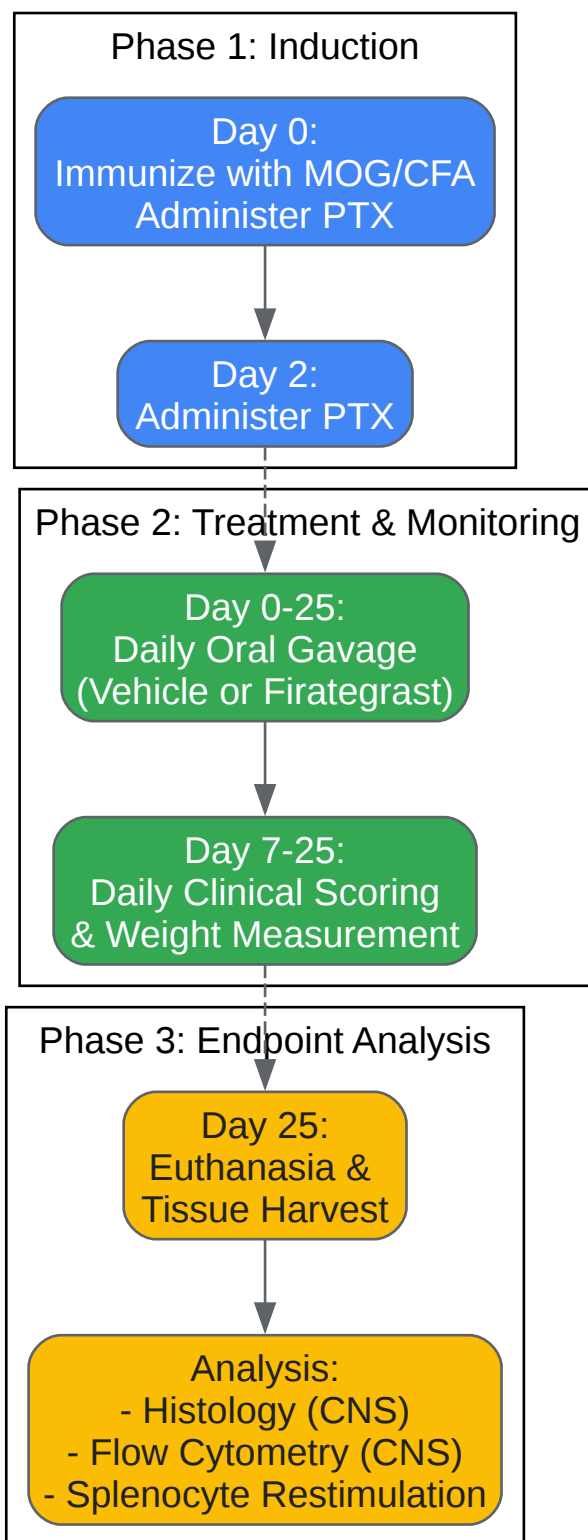 Phase 1: Induction
Day 0:
Immunize with MOG/CFA
Administer PTX
Day 2:
Administer PTX
Phase 2: Treatment & Monitoring
Day 0-25:
Daily Oral Gavage
(Vehicle or Firategrast)
Day 7-25:
Daily Clinical Scoring
& Weight Measurement
Phase 3: Endpoint Analysis
Day 25:
Euthanasia &
Tissue Harvest
Analysis:
- Histology (CNS)
- Flow Cytometry (CNS)
- Splenocyte Restimulation